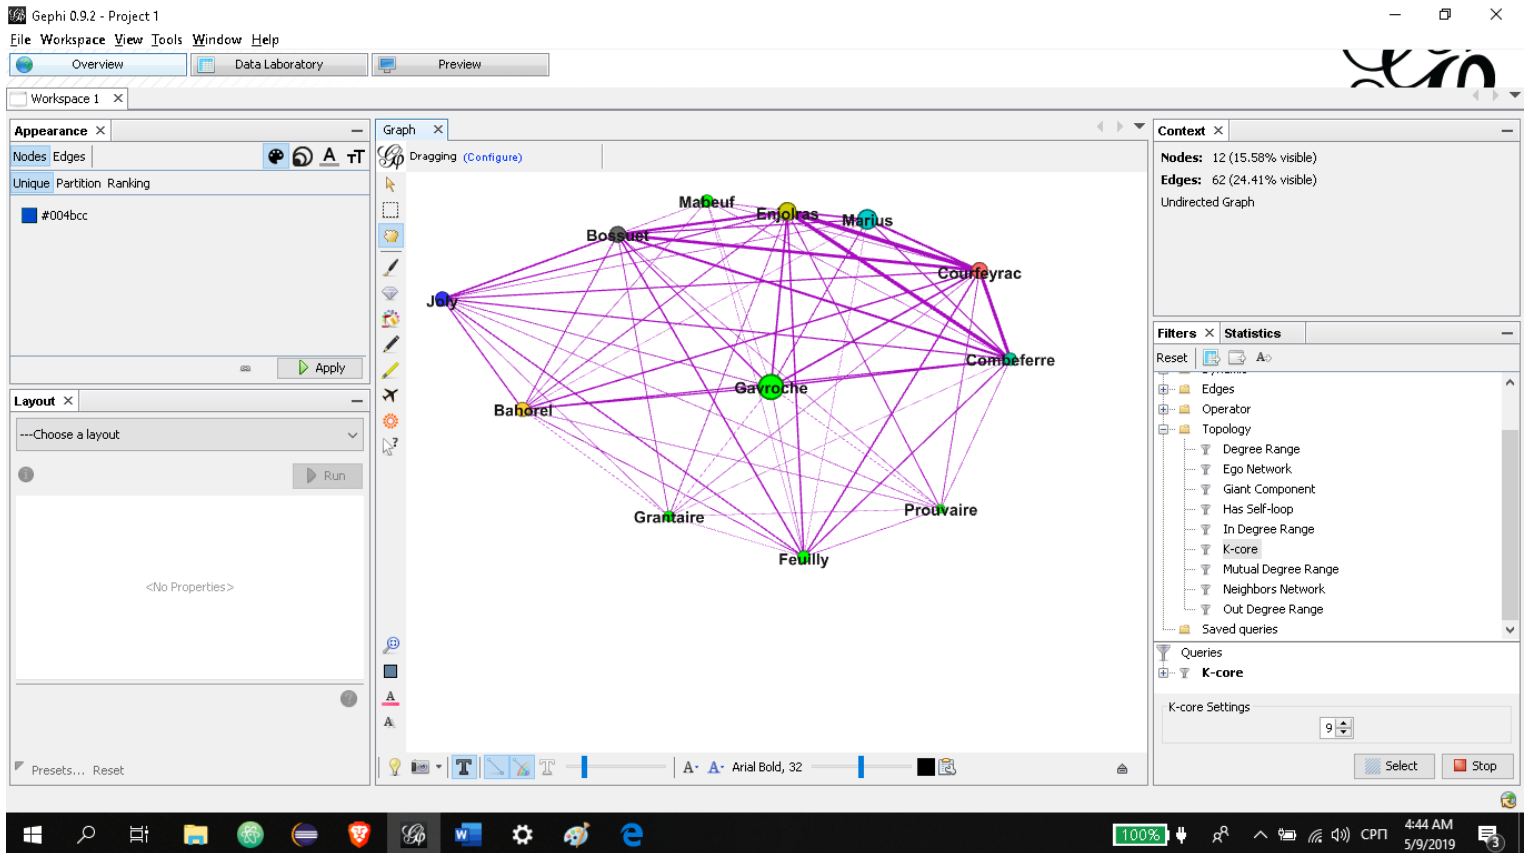 Gephi 0.9.2 - Project 1
File Workspace View Tools Window Help
Overview Data Laboratory Preview
Workspace 1
Appearance
Nodes Edges
Unique Partition Ranking
#004bcc
Apply
Layout
---Choose a layout
Run
<No Properties>
Presets... Reset
Graph
Dragging (Configure)
Mabeuf
Enjolras
Marius
Bossuet
Courfeyrac
Joly
Combeferre
Gavroche
Bahorel
Prouvaire
Grantaire
Feuilly
Arial Bold, 32
Context
Nodes: 12 (15.58% visible)
Edges: 62 (24.41% visible)
Undirected Graph
Filters Statistics
Reset
Dynamic
Edges
Operator
Topology
Degree Range
Ego Network
Giant Component
Has Self-loop
In Degree Range
K-core
Mutual Degree Range
Neighbors Network
Out Degree Range
Saved queries
Queries
K-core
K-core Settings
9
Select Stop
100% СРП 4:44 AM
5/9/2019
3